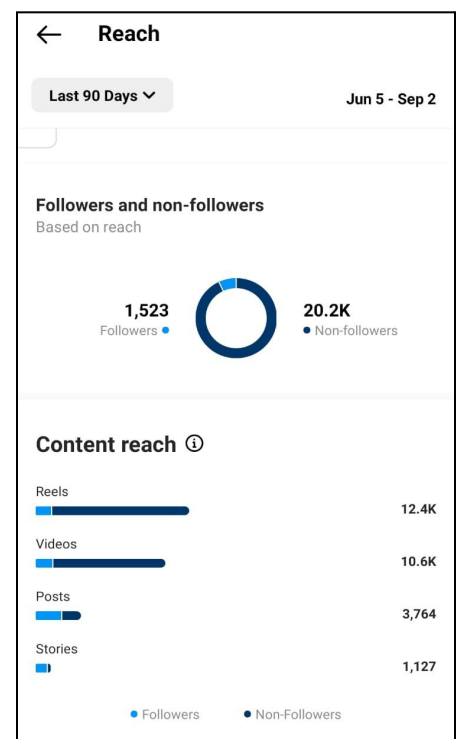 Reach
Last 90 Days
Jun 5 - Sep 2
Followers and non-followers
Based on reach
1,523
Followers
20.2K
Non-followers
Content reach
Reels
12.4K
Videos
10.6K
Posts
3,764
Stories
1,127
Followers
Non-Followers